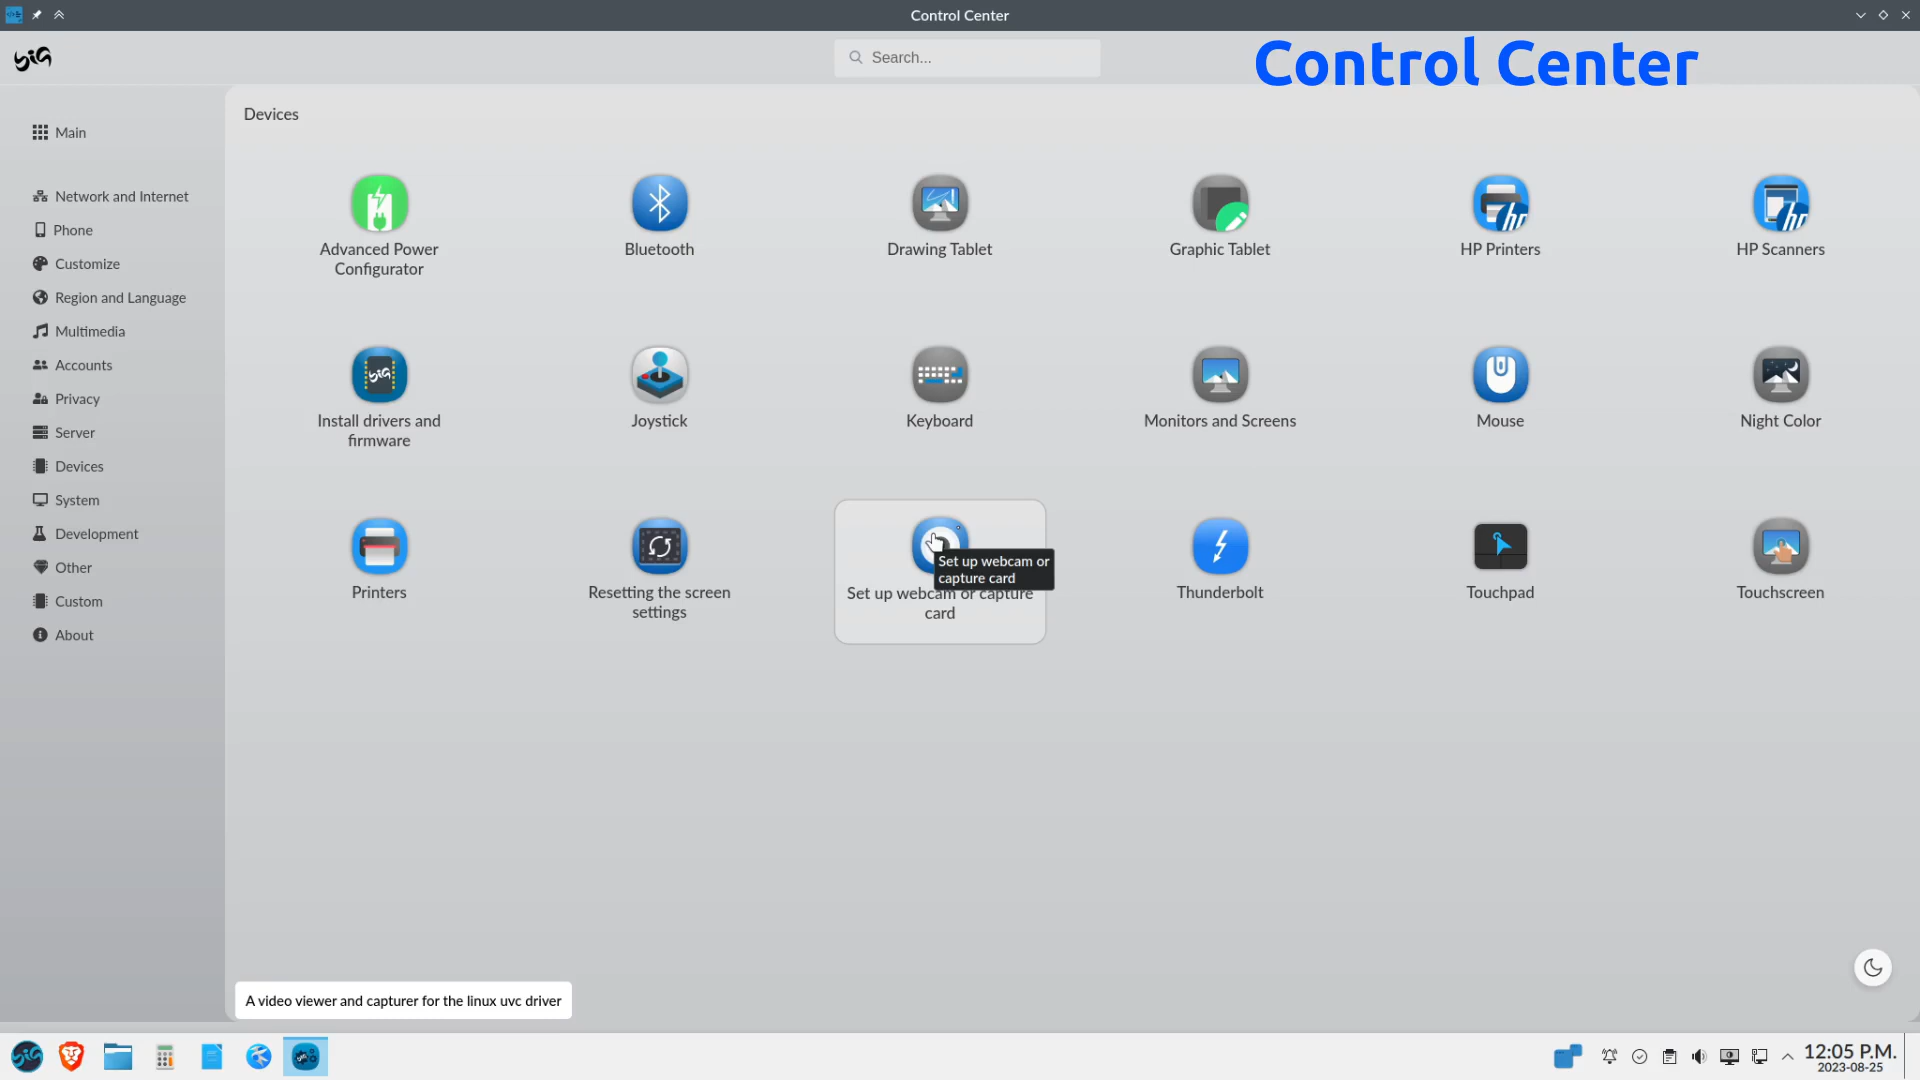 Control Center
Search...
Control Center
Devices
Main
Network and Internet
Phone
Customize
Region and Language
Multimedia
Accounts
Privacy
Server
Devices
System
Development
Other
Custom
About
Advanced Power
Configurator
Bluetooth
Drawing Tablet
Graphic Tablet
HP Printers
HP Scanners
Install drivers and
firmware
Joystick
Keyboard
Monitors and Screens
Mouse
Night Color
Printers
Resetting the screen
settings
Set up webcam or
capture card
Set up webcam or capture
card
Thunderbolt
Touchpad
Touchscreen
A video viewer and capturer for the linux uvc driver
12:05 P.M.
2023-08-25